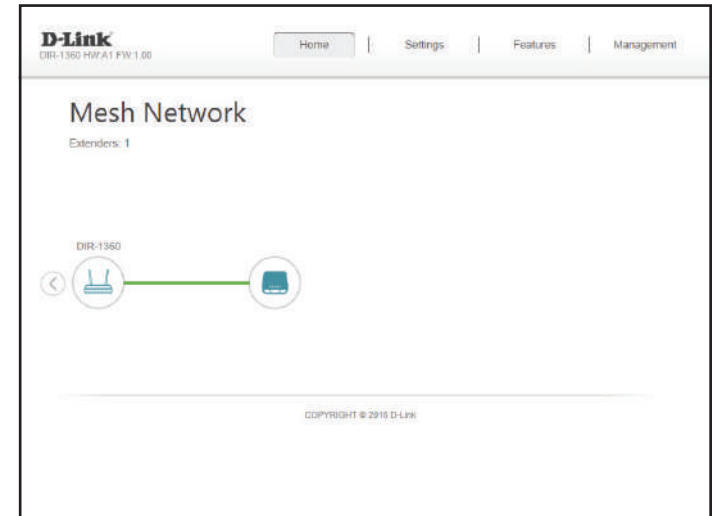 D-Link
DIR-1360 HW:A1 FW:1.00
Home | Settings | Features | Management
Mesh Network
Extenders: 1
DIR-1360
COPYRIGHT © 2016 D-Link